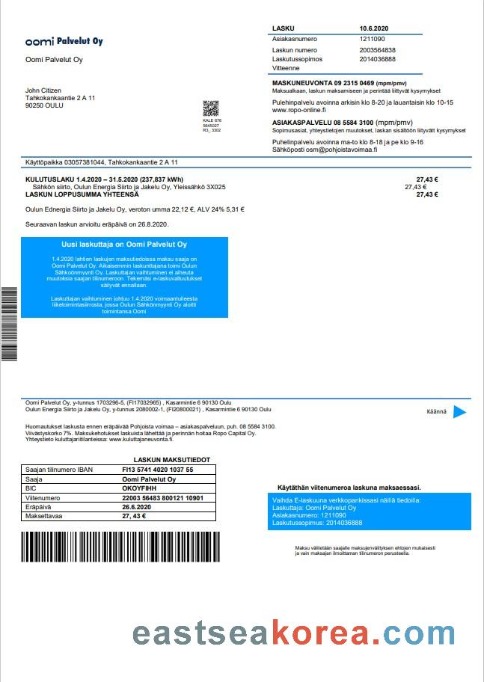 oomi Palvelut Oy
Oomi Palvelut Oy
LASKU 10.6.2020
Asiakasnumero 1211090
Laskun numero 2003564838
Laskutussopimos 2014036888
Vitteenne
MASKUNEUVONTA 09 2315 0469 (mpm/pmv)
Maksualkaan, laskun maksamiseen ja perintää liittyvät kysymykset
Puhelinpalvelu avoinna arkisin klo 8-20 ja lauantaisin klo 10-15
www.ropo-online.fi
ASIAKASPALVELU 08 5584 3100 (mpm/pmv)
Sopimusasiat, yhteystietojen muutokset, laskun sisältöön liityvät kysymykset
Puhelinpalvelu avoinna ma-to klo 8-18 ja pe klo 9-16
Sähköposti osm@pohjoistavoimaa.fi
John Citizen
Tahkokankaantie 2 A 11
90250 OULU
Käyttöpaikka 03057381044, Tahkokankaantie 2 A 11
KULUTUSLAKU 1.4.2020 – 31.5.2020 (237,837 kWh) 27,43 €
Sähkön siirto, Oulun Energia Siirto ja Jakelu Oy, Yleissähkö 3X025 27,43 €
LASKUN LOPPUSUMMA YHTEENSÄ 27,43 €
Oulun Ednergia Siirto ja Jakelu Oy, veroton umma 22,12 €, ALV 24% 5,31 €
Seuraavan laskun arvioitu eräpäivä on 26.8.2020.
Uusi laskuttaja on Oomi Palvelut Oy
1.4.2020 lahtien laskujan maksutiedoissa maksu saaja on
Oomi Palvelut Oy. Aikaisemmin laskunttajana toimi Oulun
Sähkönmyynti Oy. Laskuttajan vaihtuminen ei aiheuta
muutoksia saajan tilinumeroon. Tekemäsi e-laskuvaltuutukset
säilyvät ennallaan.
Laskuttajan vaihtuminen johtuu 1.4.2020 voimaantulleesta
liiketoimintasiirrosta, jossa Oulun Sähkönmyynti Oy aloitti
toimintansa Oomi
Oomi Palvelut Oy, y-tunnus 1703296-5, (FI17032965) , Kasarmintie 6 90130 Oulu
Oulun Energia Siirto ja Jakelu Oy, y-tunnus 2080002-1, (FI20800021) , Kasarmintie 6 90130 Oulu
Käännä
Huomautukset laskusta ennen eräpäivää Pohjoista voimaa – asiakaspalveluun, puh. 08 5584 3100.
Viivästyskorko 7% Maksukehotukset laskuista lähettää ja perinnän hoitaa Ropo Capital Oy.
Yhteystieto kuluttajariitatilantessa: www.kuluttajaneuvonta.fi.
LASKUN MAKSUTIEDOT
Saajan tilinumero IBAN FI13 5741 4020 1037 55
Saaja Oomi Palvelut Oy
BIC OKOYFIHH
Viitenumero 22003 56483 800121 10901
Eräpäivä 26.6.2020
Maksettavaa 27, 43 €
Käytäthän viitenumeroa laskuna maksaessasi.
Vaihda E-laskuuna verkkopankissasi näillä tiedoilla:
Laskuttaja: Oomi Palvelut Oy
Asiakasnumero: 1211090
Laskutussopimus: 2014036888
Maksu välitetään saajalle maksujenvälityksen ehtojen mukaisesti
ja vain maksajan ilmoittaman tilinumeron perusteella.
eastseakorea.com